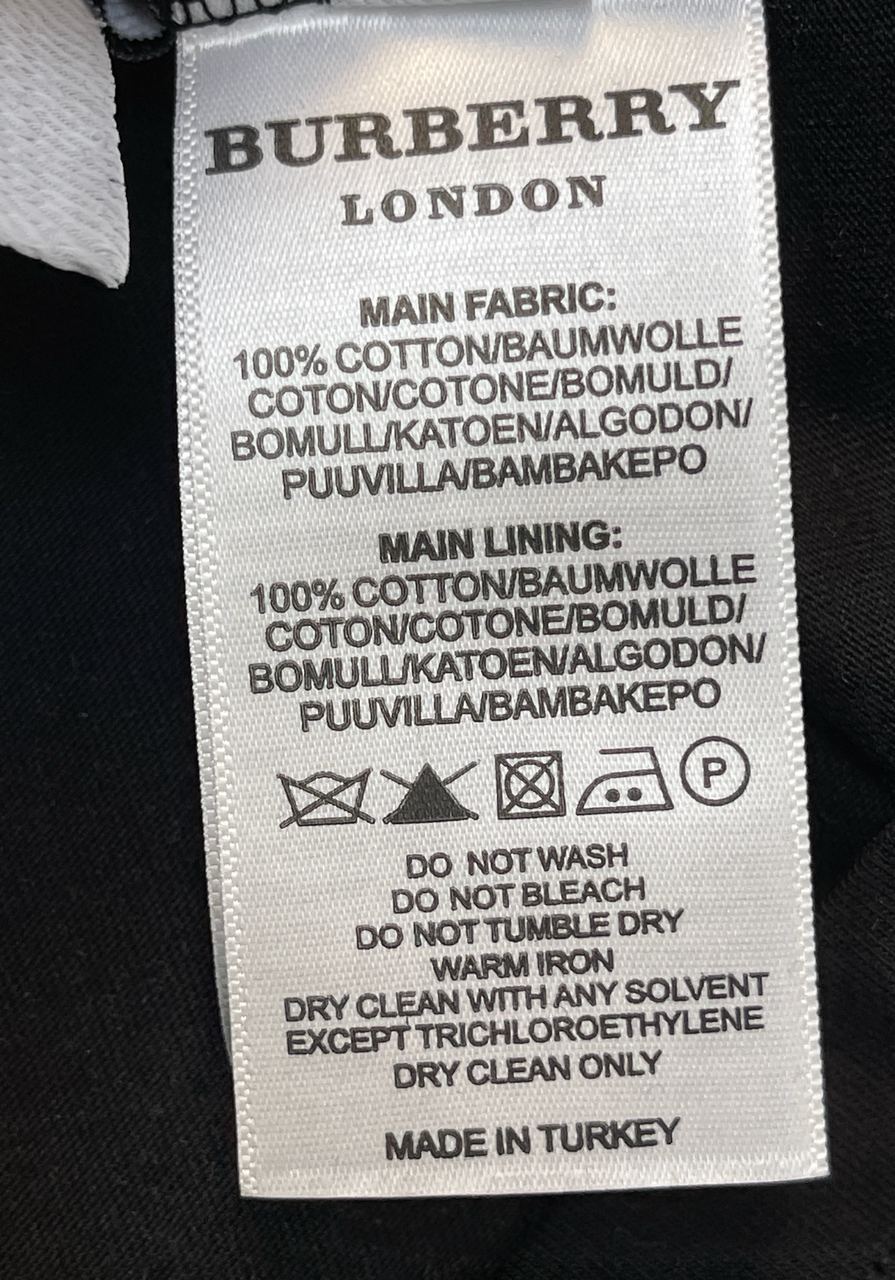 BURBERRY
LONDON
MAIN FABRIC:
100% COTTON/BAUMWOLLE
COTON/COTONE/BOMULD/
BOMULL/KATOEN/ALGODON/
PUUVILLA/BAMBAKEPO
MAIN LINING:
100% COTTON/BAUMWOLLE
COTON/COTONE/BOMULD/
BOMULL/KATOEN/ALGODON/
PUUVILLA/BAMBAKEPO
P
DO NOT WASH
DO NOT BLEACH
DO NOT TUMBLE DRY
WARM IRON
DRY CLEAN WITH ANY SOLVENT
EXCEPT TRICHLOROETHYLENE
DRY CLEAN ONLY
MADE IN TURKEY